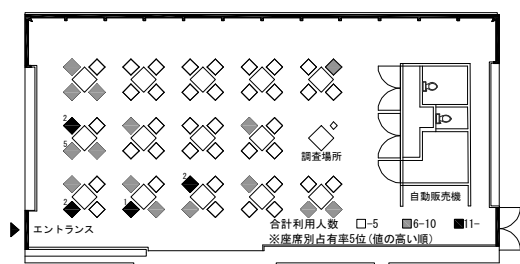 2
5
調査場所
2
2
1
自動販売機
エントランス
合計利用人数 □-5 ■6-10 ■11-
※座席別占有率5位(値の高い順)